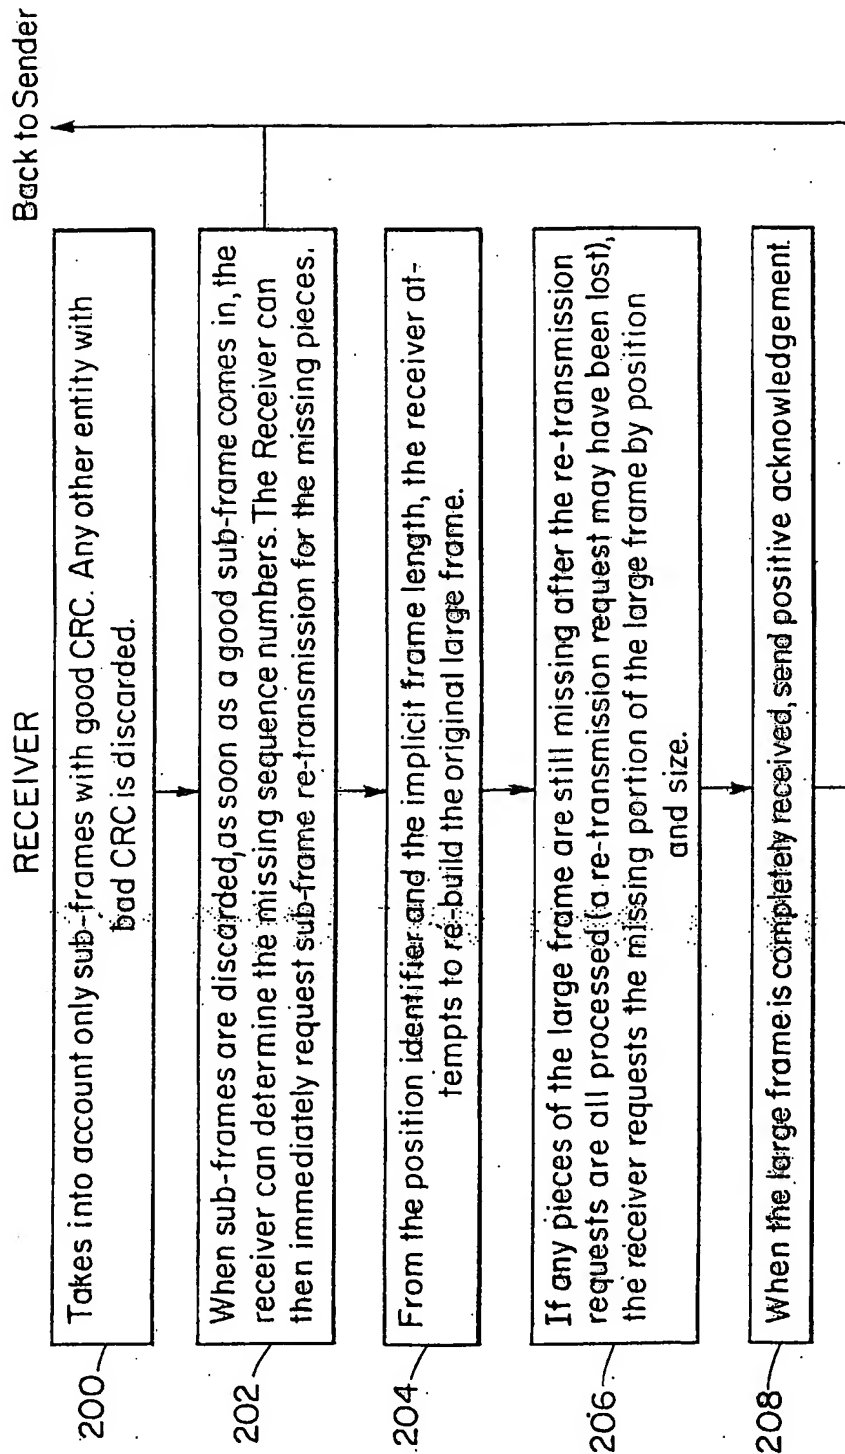 RECEIVER
Back to Sender
200
Takes into account only sub-frames with good CRC. Any other entity with
bad CRC is discarded.
202
When sub-frames are discarded, as soon as a good sub-frame comes in, the
receiver can determine the missing sequence numbers. The Receiver can
then immediately request sub-frame re-transmission for the missing pieces.
204
From the position identifier and the implicit frame length, the receiver at-
tempts to re-build the original large frame.
206
If any pieces of the large frame are still missing after the re-transmission
requests are all processed (a re-transmission request may have been lost),
the receiver requests the missing portion of the large frame by position
and size.
208
When the large frame is completely received, send positive acknowledgement.